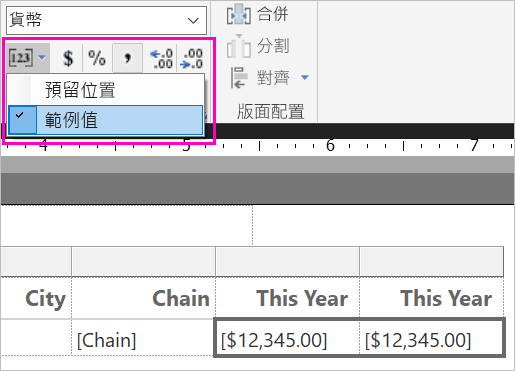 貨幣
合併
[123] $ % , ←.0 .00 .00 →.0
分割
預留位置
對齊
範例值
版面配置
4 5 6 7
City Chain This Year This Year
[Chain] [$12,345.00] [$12,345.00]